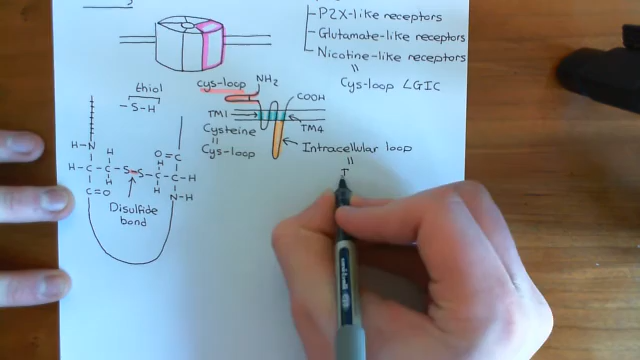 P2X-like receptors
Glutamate-like receptors
Nicotine-like receptors
=
Cys-loop LGIC
thiol
-S-H
cys-loop
NH2
COOH
TM1
TM4
Cysteine
=
Cys-loop
Intracellular loop
=
I
H-N
O=C
H H H
H-C-C-S-S-C-C-H
H H
C=O
N-H
Disulfide
bond